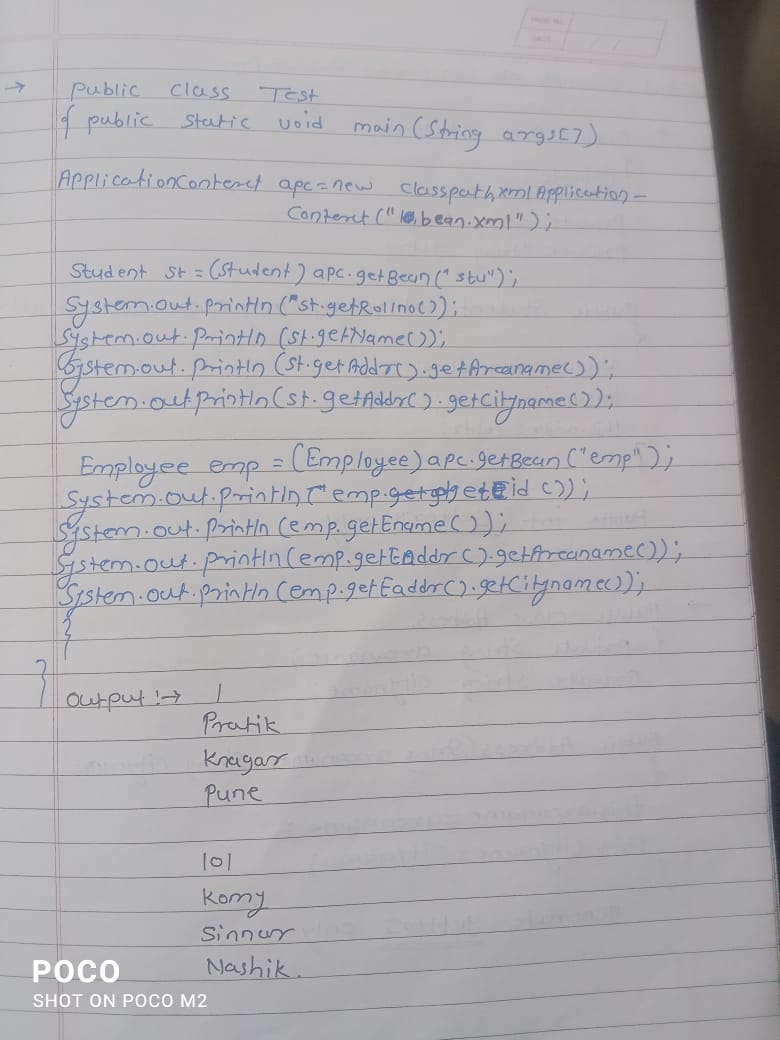 PAGE NO.
DATE / /
→ public class Test
{ public static void main(String args[])
ApplicationContext apc=new ClasspathxmlApplication-
Context("bean.xml");
Student st = (Student) apc.getBean("stu");
System.out.println("st.getRollno());
System.out.println (st.getName());
System.out.println (st.getAddr().getAreaname());
System.out println(st.getAddr().getCityname());
Employee emp = (Employee) apc.getBean("emp");
System.out.println (emp.getEid ());
System.out.println (emp.getEname());
System.out.println(emp.getEaddr().getAreaname());
System.out.println (emp.getEaddr().getCityname());
}
}
output :→ 1
Pratik
Knagar
Pune
101
Komy
Sinnar
Nashik.
POCO
SHOT ON POCO M2